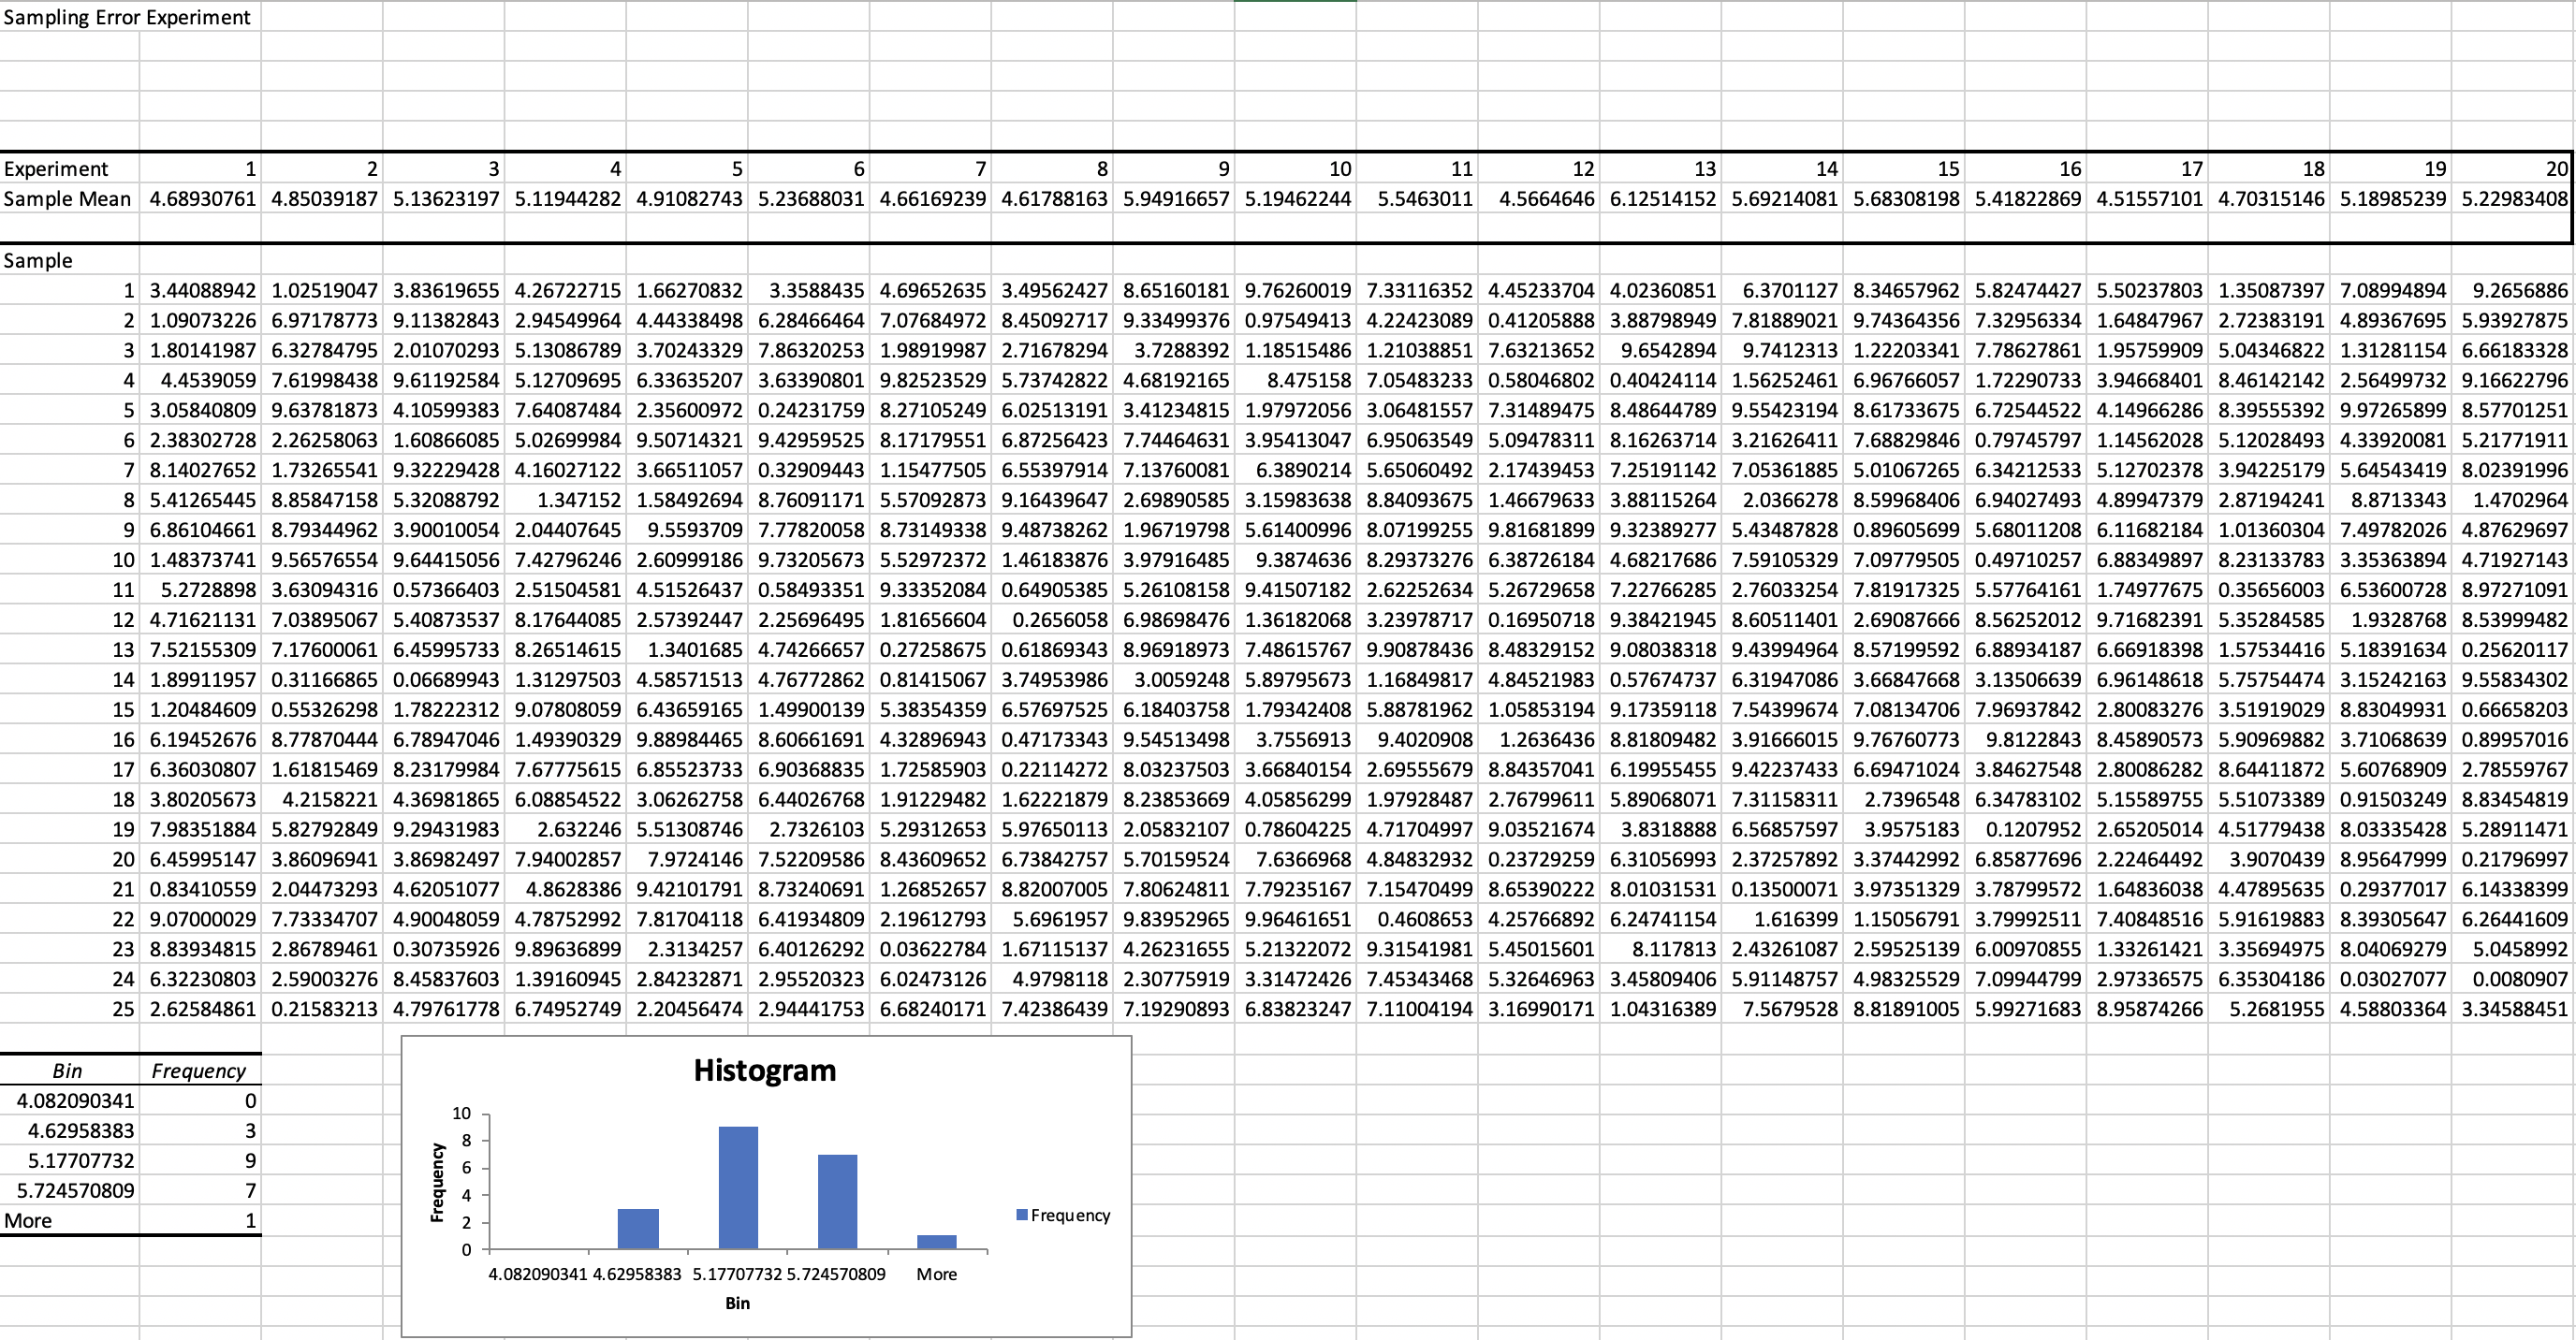 Sampling Error Experiment
Experiment 1 2 3 4 5 6 7 8 9 10 11 12 13 14 15 16 17 18 19 20
Sample Mean 4.68930761 4.85039187 5.13623197 5.11944282 4.91082743 5.23688031 4.66169239 4.61788163 5.94916657 5.19462244 5.5463011 4.5664646 6.12514152 5.69214081 5.68308198 5.41822869 4.51557101 4.70315146 5.18985239 5.22983408
Sample
1 3.44088942 1.02519047 3.83619655 4.26722715 1.66270832 3.3588435 4.69652635 3.49562427 8.65160181 9.76260019 7.33116352 4.45233704 4.02360851 6.3701127 8.34657962 5.82474427 5.50237803 1.35087397 7.08994894 9.2656886
2 1.09073226 6.97178773 9.11382843 2.94549964 4.44338498 6.28466464 7.07684972 8.45092717 9.33499376 0.97549413 4.22423089 0.41205888 3.88798949 7.81889021 9.74364356 7.32956334 1.64847967 2.72383191 4.89367695 5.93927875
3 1.80141987 6.32784795 2.01070293 5.13086789 3.70243329 7.86320253 1.98919987 2.71678294 3.7288392 1.18515486 1.21038851 7.63213652 9.6542894 9.7412313 1.22203341 7.78627861 1.95759909 5.04346822 1.31281154 6.66183328
4 4.4539059 7.61998438 9.61192584 5.12709695 6.33635207 3.63390801 9.82523529 5.73742822 4.68192165 8.475158 7.05483233 0.58046802 0.40424114 1.56252461 6.96766057 1.72290733 3.94668401 8.46142142 2.56499732 9.16622796
5 3.05840809 9.63781873 4.10599383 7.64087484 2.35600972 0.24231759 8.27105249 6.02513191 3.41234815 1.97972056 3.06481557 7.31489475 8.48644789 9.55423194 8.61733675 6.72544522 4.14966286 8.39555392 9.97265899 8.57701251
6 2.38302728 2.26258063 1.60866085 5.02699984 9.50714321 9.42959525 8.17179551 6.87256423 7.74464631 3.95413047 6.95063549 5.09478311 8.16263714 3.21626411 7.68829846 0.79745797 1.14562028 5.12028493 4.33920081 5.21771911
7 8.14027652 1.73265541 9.32229428 4.16027122 3.66511057 0.32909443 1.15477505 6.55397914 7.13760081 6.3890214 5.65060492 2.17439453 7.25191142 7.05361885 5.01067265 6.34212533 5.12702378 3.94225179 5.64543419 8.02391996
8 5.41265445 8.85847158 5.32088792 1.347152 1.58492694 8.76091171 5.57092873 9.16439647 2.69890585 3.15983638 8.84093675 1.46679633 3.88115264 2.0366278 8.59968406 6.94027493 4.89947379 2.87194241 8.8713343 1.4702964
9 6.86104661 8.79344962 3.90010054 2.04407645 9.5593709 7.77820058 8.73149338 9.48738262 1.96719798 5.61400996 8.07199255 9.81681899 9.32389277 5.43487828 0.89605699 5.68011208 6.11682184 1.01360304 7.49782026 4.87629697
10 1.48373741 9.56576554 9.64415056 7.42796246 2.60999186 9.73205673 5.52972372 1.46183876 3.97916485 9.3874636 8.29373276 6.38726184 4.68217686 7.59105329 7.09779505 0.49710257 6.88349897 8.23133783 3.35363894 4.71927143
11 5.2728898 3.63094316 0.57366403 2.51504581 4.51526437 0.58493351 9.33352084 0.64905385 5.26108158 9.41507182 2.62252634 5.26729658 7.22766285 2.76033254 7.81917325 5.57764161 1.74977675 0.35656003 6.53600728 8.97271091
12 4.71621131 7.03895067 5.40873537 8.17644085 2.57392447 2.25696495 1.81656604 0.2656058 6.98698476 1.36182068 3.23978717 0.16950718 9.38421945 8.60511401 2.69087666 8.56252012 9.71682391 5.35284585 1.9328768 8.53999482
13 7.52155309 7.17600061 6.45995733 8.26514615 1.3401685 4.74266657 0.27258675 0.61869343 8.96918973 7.48615767 9.90878436 8.48329152 9.08038318 9.43994964 8.57199592 6.88934187 6.66918398 1.57534416 5.18391634 0.25620117
14 1.89911957 0.31166865 0.06689943 1.31297503 4.58571513 4.76772862 0.81415067 3.74953986 3.0059248 5.89795673 1.16849817 4.84521983 0.57674737 6.31947086 3.66847668 3.13506639 6.96148618 5.75754474 3.15242163 9.55834302
15 1.20484609 0.55326298 1.78222312 9.07808059 6.43659165 1.49900139 5.38354359 6.57697525 6.18403758 1.79342408 5.88781962 1.05853194 9.17359118 7.54399674 7.08134706 7.96937842 2.80083276 3.51919029 8.83049931 0.66658203
16 6.19452676 8.77870444 6.78947046 1.49390329 9.88984465 8.60661691 4.32896943 0.47173343 9.54513498 3.7556913 9.4020908 1.2636436 8.81809482 3.91666015 9.76760773 9.8122843 8.45890573 5.90969882 3.71068639 0.89957016
17 6.36030807 1.61815469 8.23179984 7.67775615 6.85523733 6.90368835 1.72585903 0.22114272 8.03237503 3.66840154 2.69555679 8.84357041 6.19955455 9.42237433 6.69471024 3.84627548 2.80086282 8.64411872 5.60768909 2.78559767
18 3.80205673 4.2158221 4.36981865 6.08854522 3.06262758 6.44026768 1.91229482 1.62221879 8.23853669 4.05856299 1.97928487 2.76799611 5.89068071 7.31158311 2.7396548 6.34783102 5.15589755 5.51073389 0.91503249 8.83454819
19 7.98351884 5.82792849 9.29431983 2.632246 5.51308746 2.7326103 5.29312653 5.97650113 2.05832107 0.78604225 4.71704997 9.03521674 3.8318888 6.56857597 3.9575183 0.1207952 2.65205014 4.51779438 8.03335428 5.28911471
20 6.45995147 3.86096941 3.86982497 7.94002857 7.9724146 7.52209586 8.43609652 6.73842757 5.70159524 7.6366968 4.84832932 0.23729259 6.31056993 2.37257892 3.37442992 6.85877696 2.22464492 3.9070439 8.95647999 0.21796997
21 0.83410559 2.04473293 4.62051077 4.8628386 9.42101791 8.73240691 1.26852657 8.82007005 7.80624811 7.79235167 7.15470499 8.65390222 8.01031531 0.13500071 3.97351329 3.78799572 1.64836038 4.47895635 0.29377017 6.14338399
22 9.07000029 7.73334707 4.90048059 4.78752992 7.81704118 6.41934809 2.19612793 5.6961957 9.83952965 9.96461651 0.4608653 4.25766892 6.24741154 1.616399 1.15056791 3.79992511 7.40848516 5.91619883 8.39305647 6.26441609
23 8.83934815 2.86789461 0.30735926 9.89636899 2.3134257 6.40126292 0.03622784 1.67115137 4.26231655 5.21322072 9.31541981 5.45015601 8.117813 2.43261087 2.59525139 6.00970855 1.33261421 3.35694975 8.04069279 5.0458992
24 6.32230803 2.59003276 8.45837603 1.39160945 2.84232871 2.95520323 6.02473126 4.9798118 2.30775919 3.31472426 7.45343468 5.32646963 3.45809406 5.91148757 4.98325529 7.09944799 2.97336575 6.35304186 0.03027077 0.0080907
25 2.62584861 0.21583213 4.79761778 6.74952749 2.20456474 2.94441753 6.68240171 7.42386439 7.19290893 6.83823247 7.11004194 3.16990171 1.04316389 7.5679528 8.81891005 5.99271683 8.95874266 5.2681955 4.58803364 3.34588451
Bin Frequency
4.082090341 0
4.62958383 3
5.17707732 9
5.724570809 7
More 1
Histogram
Frequency
10
8
6
4
2
0
4.082090341 4.62958383 5.17707732 5.724570809 More
Bin
Frequency